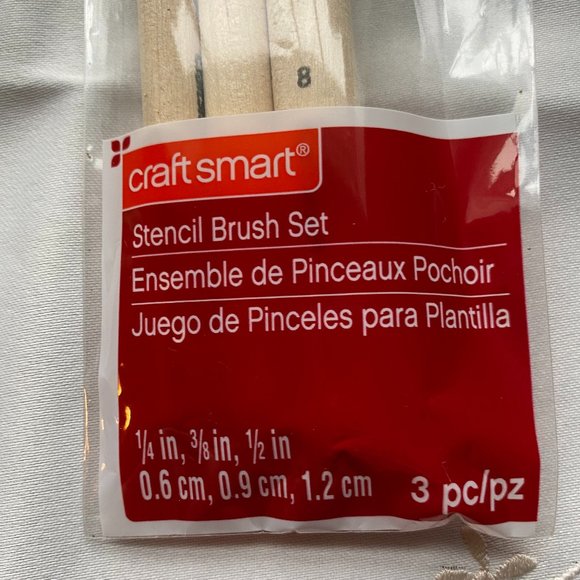 8
craft smart®
Stencil Brush Set
Ensemble de Pinceaux Pochoir
Juego de Pinceles para Plantilla
1/4 in, 3/8 in, 1/2 in
0.6 cm, 0.9 cm, 1.2 cm 3 pc/pz